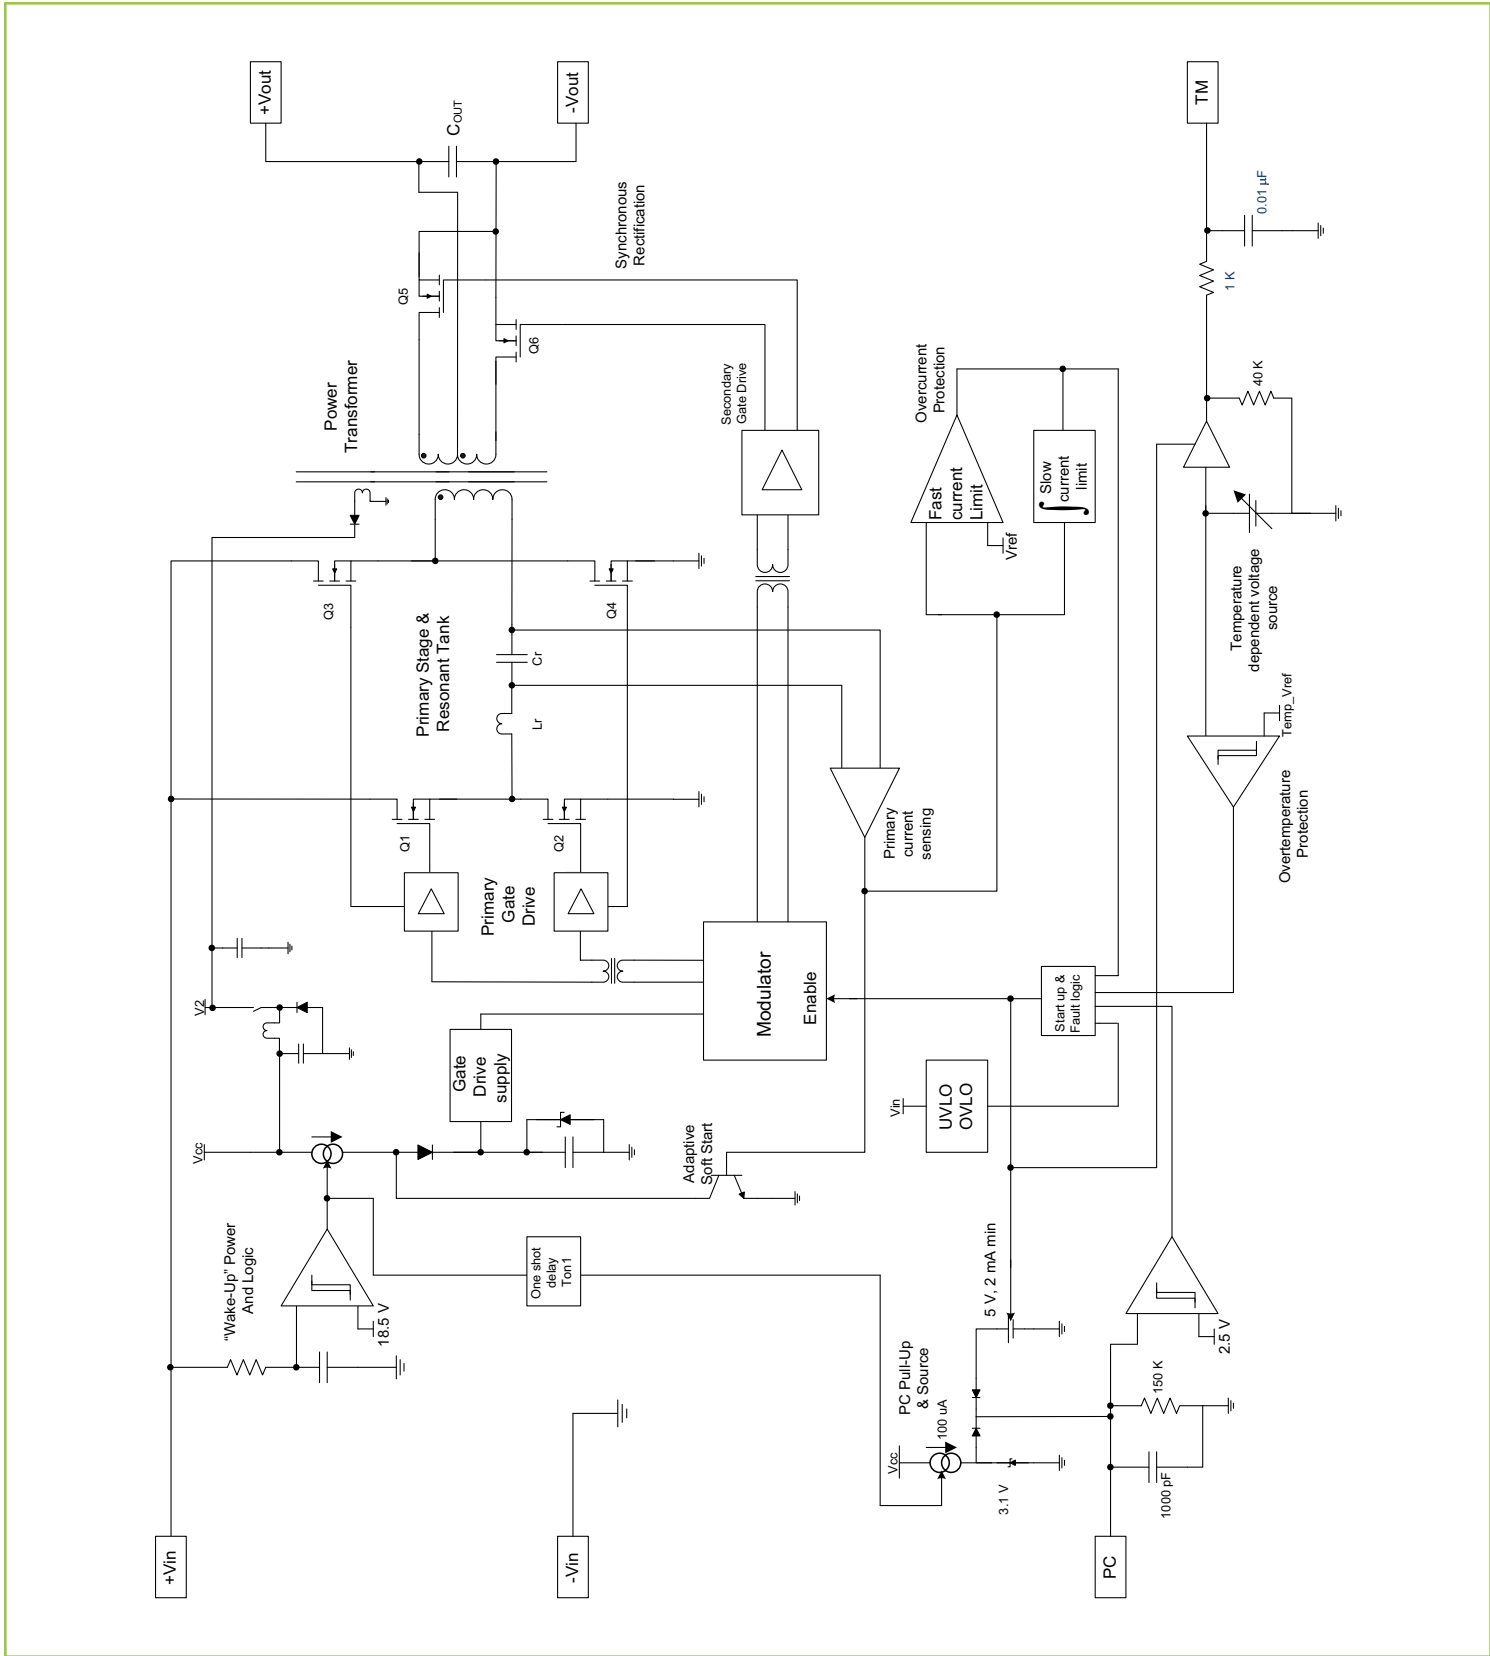 +Vout
COUT
-Vout
TM
Synchronous
Rectification
Q5
Q6
0.01 µF
1 K
Power
Transformer
Secondary
Gate Drive
Overcurrent
Protection
Fast
current
Limit
Vref
Slow
current
limit
40 K
Temperature
dependent voltage
source
Q3
Q4
Primary Stage &
Resonant Tank
Cr
Lr
Q1
Q2
Primary
Gate
Drive
Primary
current
sensing
Temp_Vref
Overtemperature
Protection
Modulator
Enable
Start up &
Fault logic
V2
Vcc
Gate
Drive
supply
Vin
UVLO
OVLO
Adaptive
Soft Start
"Wake-Up" Power
And Logic
18.5 V
One shot
delay
Ton1
5 V, 2 mA min
PC Pull-Up
& Source
100 uA
Vcc
3.1 V
2.5 V
150 K
1000 pF
+Vin
-Vin
PC